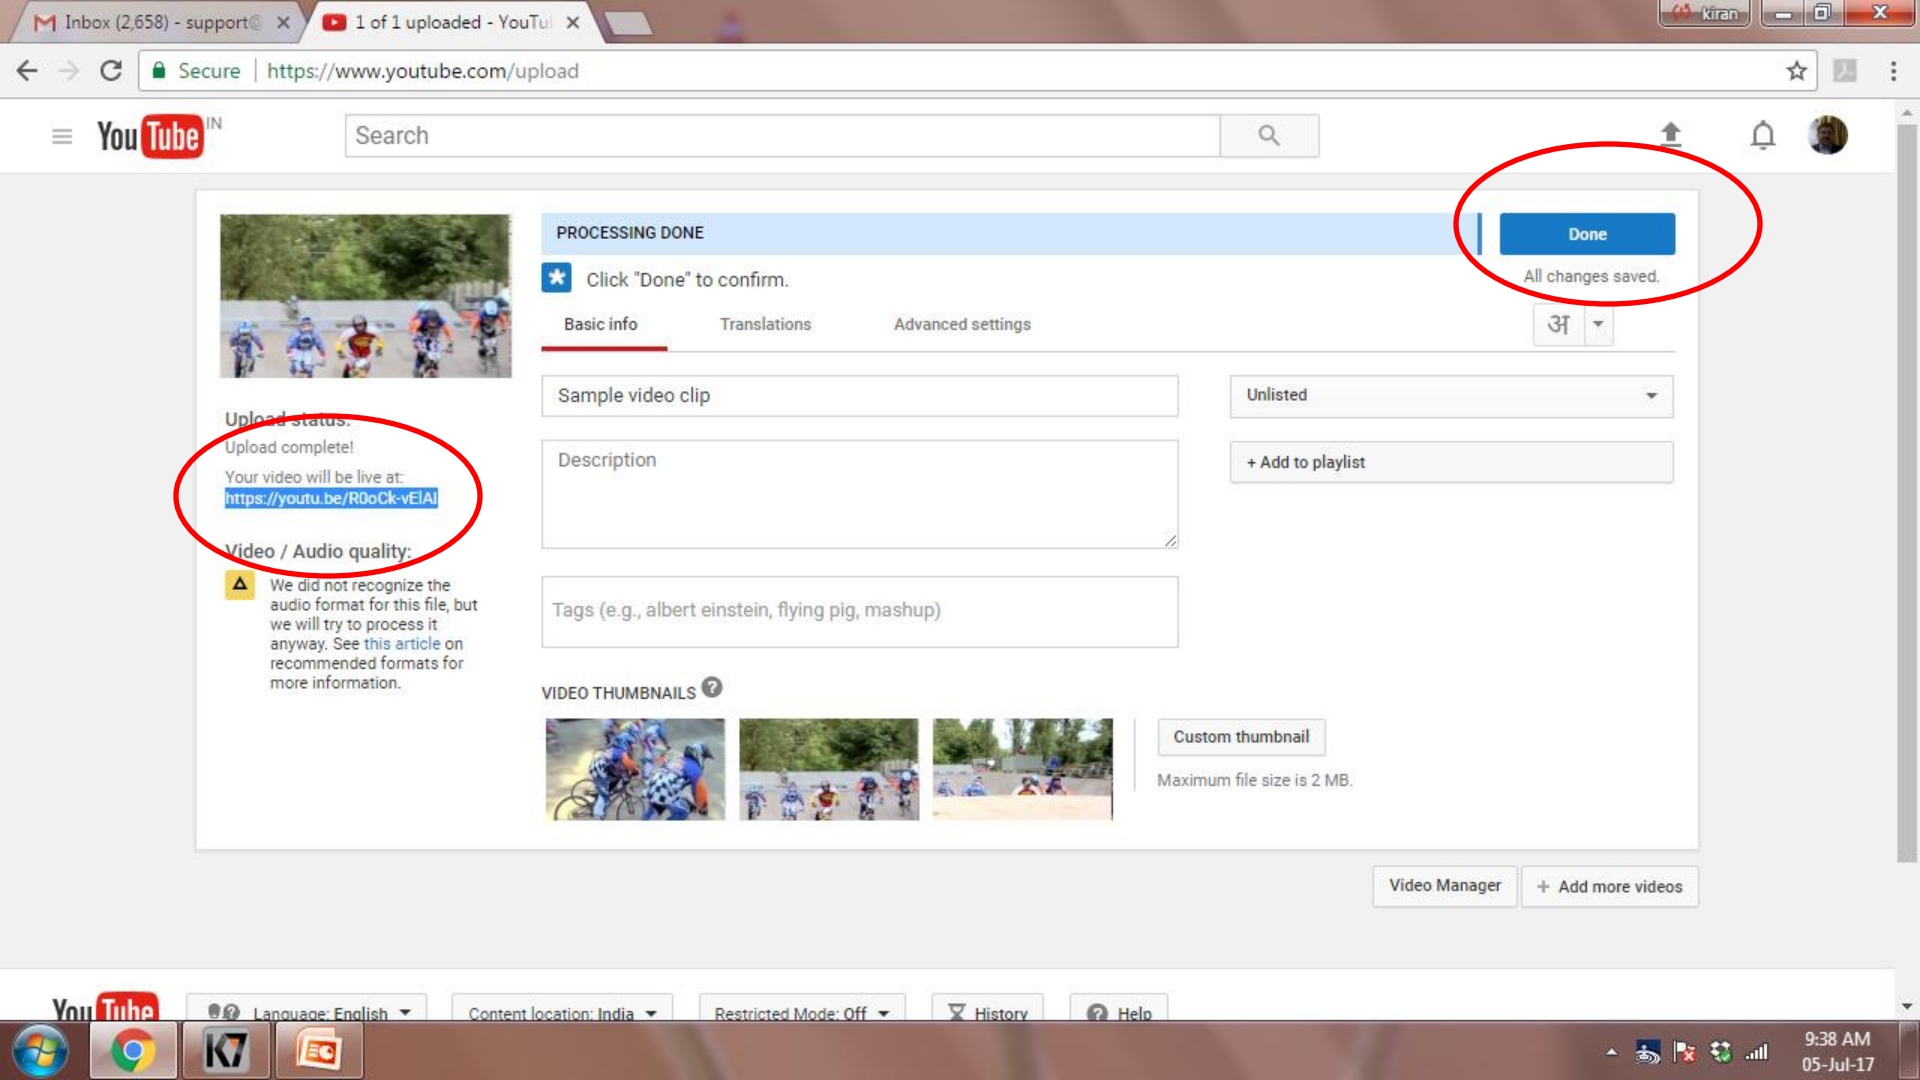 Inbox (2,658) - support@
1 of 1 uploaded - YouTu
kiran
Secure
https://www.youtube.com/upload
YouTube IN
Search
PROCESSING DONE
Done
Click "Done" to confirm.
All changes saved.
Basic info
Translations
Advanced settings
अ
Sample video clip
Unlisted
Upload status:
Upload complete!
Your video will be live at:
https://youtu.be/R0oCk-vElAI
Description
+ Add to playlist
Video / Audio quality:
We did not recognize the
audio format for this file, but
we will try to process it
anyway. See this article on
recommended formats for
more information.
Tags (e.g., albert einstein, flying pig, mashup)
VIDEO THUMBNAILS ?
Custom thumbnail
Maximum file size is 2 MB.
Video Manager
+ Add more videos
YouTube
Language: English
Content location: India
Restricted Mode: Off
History
Help
K7
9:38 AM
05-Jul-17